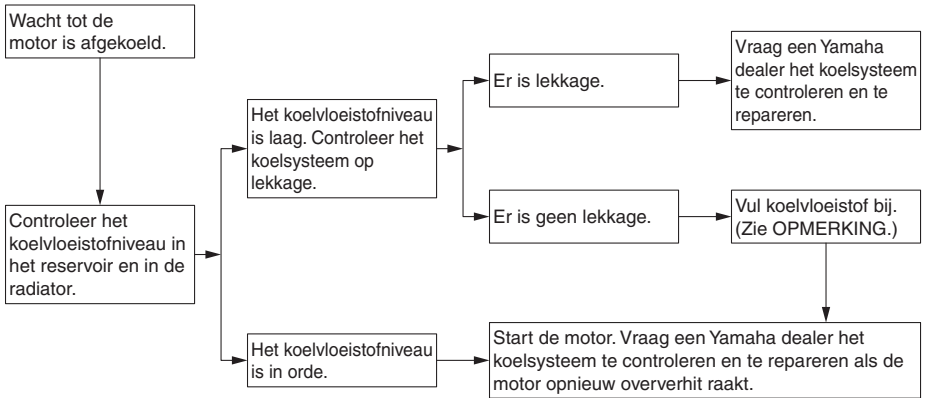 Wacht tot de
motor is afgekoeld.
Controleer het
koelvloeistofniveau in
het reservoir en in de
radiator.
Het koelvloeistofniveau
is laag. Controleer het
koelsysteem op
lekkage.
Er is lekkage.
Vraag een Yamaha
dealer het koelsysteem
te controleren en te
repareren.
Er is geen lekkage.
Vul koelvloeistof bij.
(Zie OPMERKING.)
Het koelvloeistofniveau
is in orde.
Start de motor. Vraag een Yamaha dealer het
koelsysteem te controleren en te repareren als de
motor opnieuw oververhit raakt.